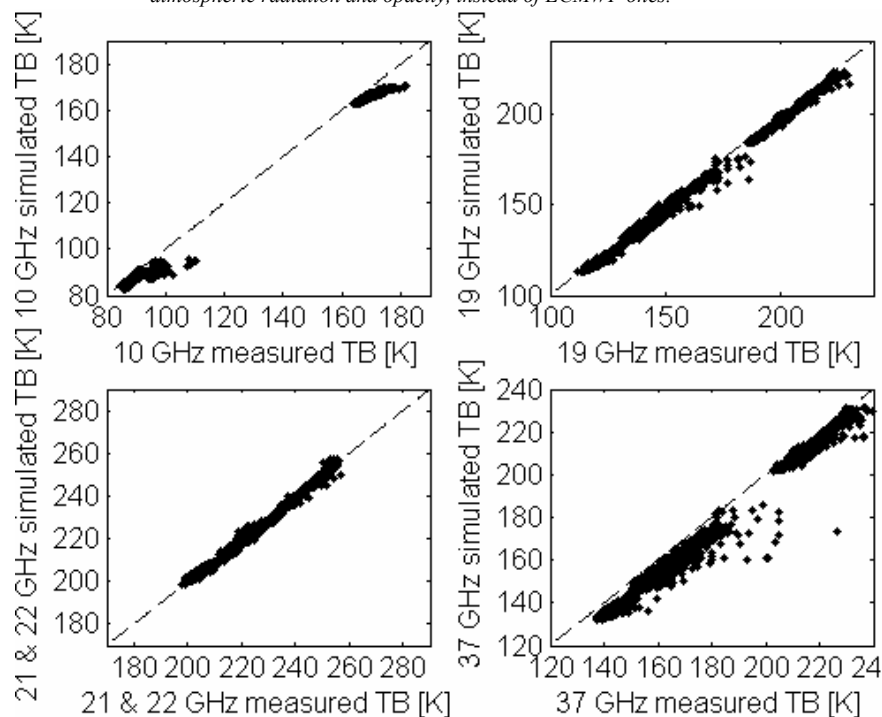 atmospheric radiation and opacity, instead of ECMWF ones.
10 GHz simulated TB [K]
180
160
140
120
100
80
80 100 120 140 160 180
10 GHz measured TB [K]
19 GHz simulated TB [K]
200
150
100
100 150 200
19 GHz measured TB [K]
21 & 22 GHz simulated TB [K]
280
260
240
220
200
180
180 200 220 240 260 280
21 & 22 GHz measured TB [K]
37 GHz simulated TB [K]
240
220
200
180
160
140
120
120 140 160 180 200 220 24
37 GHz measured TB [K]